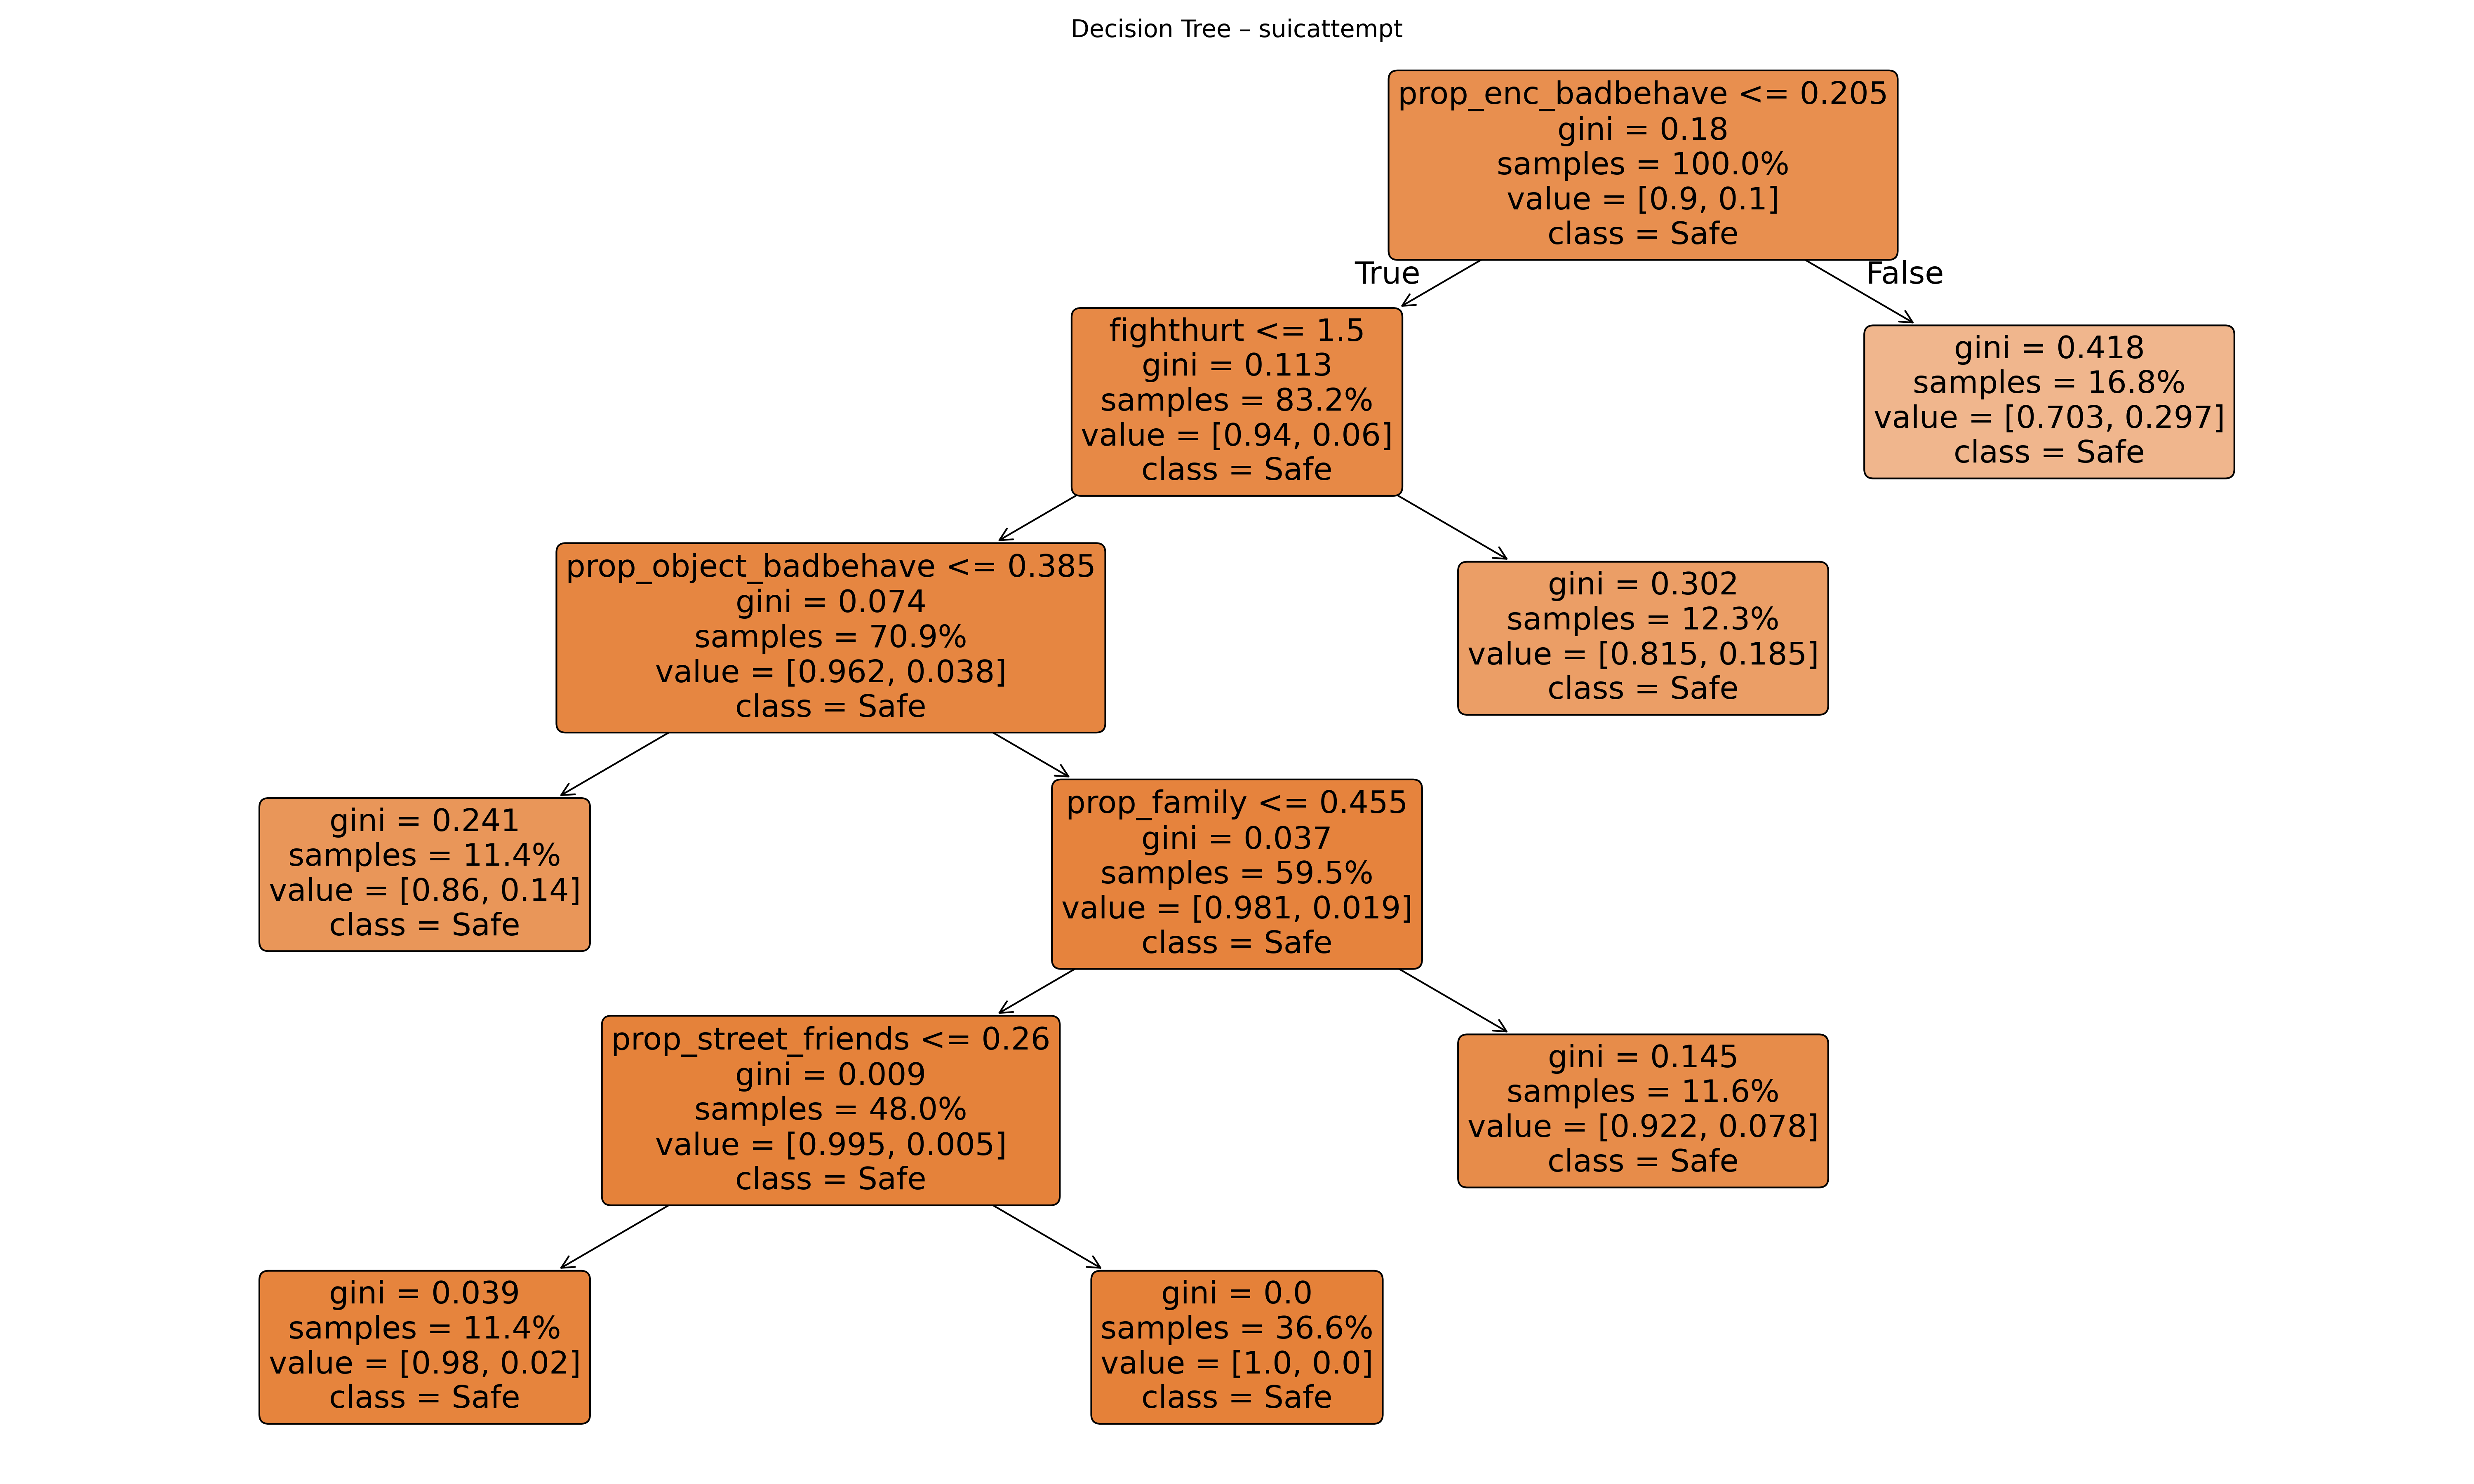 Decision Tree – suicattempt
prop_enc_badbehave <= 0.205
gini = 0.18
samples = 100.0%
value = [0.9, 0.1]
class = Safe
True
False
fighthurt <= 1.5
gini = 0.113
samples = 83.2%
value = [0.94, 0.06]
class = Safe
gini = 0.418
samples = 16.8%
value = [0.703, 0.297]
class = Safe
prop_object_badbehave <= 0.385
gini = 0.074
samples = 70.9%
value = [0.962, 0.038]
class = Safe
gini = 0.302
samples = 12.3%
value = [0.815, 0.185]
class = Safe
gini = 0.241
samples = 11.4%
value = [0.86, 0.14]
class = Safe
prop_family <= 0.455
gini = 0.037
samples = 59.5%
value = [0.981, 0.019]
class = Safe
prop_street_friends <= 0.26
gini = 0.009
samples = 48.0%
value = [0.995, 0.005]
class = Safe
gini = 0.145
samples = 11.6%
value = [0.922, 0.078]
class = Safe
gini = 0.039
samples = 11.4%
value = [0.98, 0.02]
class = Safe
gini = 0.0
samples = 36.6%
value = [1.0, 0.0]
class = Safe